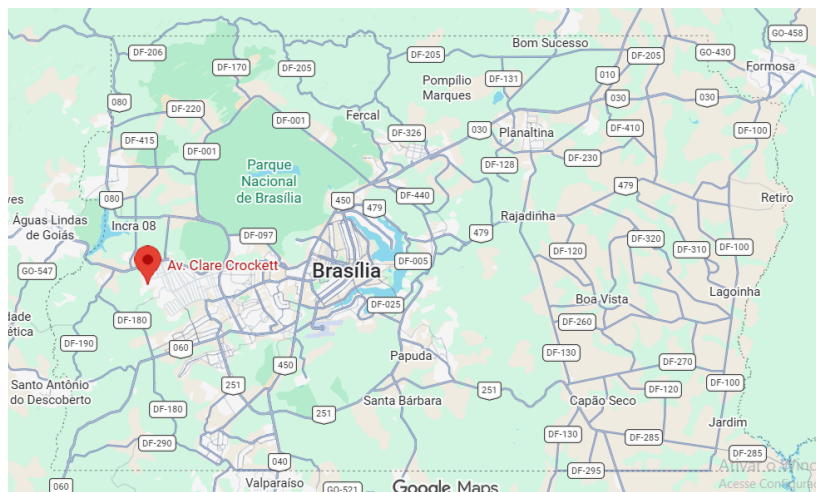 DF-206
DF-170
DF-205
DF-205
Bom Sucesso
DF-205
GO-430
GO-458
Formosa
080
DF-220
DF-001
Pompílio
Marques
DF-131
010
030
030
DF-415
DF-001
Fercal
DF-326
030
Planaltina
DF-410
DF-100
Parque
Nacional
de Brasília
DF-128
DF-230
080
450
479
DF-440
479
Retiro
Águas Lindas
de Goiás
Incra 08
DF-097
479
Rajadinha
DF-320
DF-310
DF-100
DF-120
GO-547
Av. Clare Crockett
Brasília
DF-005
Boa Vista
Lagoinha
DF-025
DF-180
DF-260
DF-190
060
450
Papuda
DF-130
DF-270
Santo Antônio
do Descoberto
251
251
DF-120
DF-100
DF-180
251
Santa Bárbara
Capão Seco
Jardim
DF-290
DF-130
DF-285
DF-285
040
DF-295
060
Valparaíso
GO-521
Google Maps